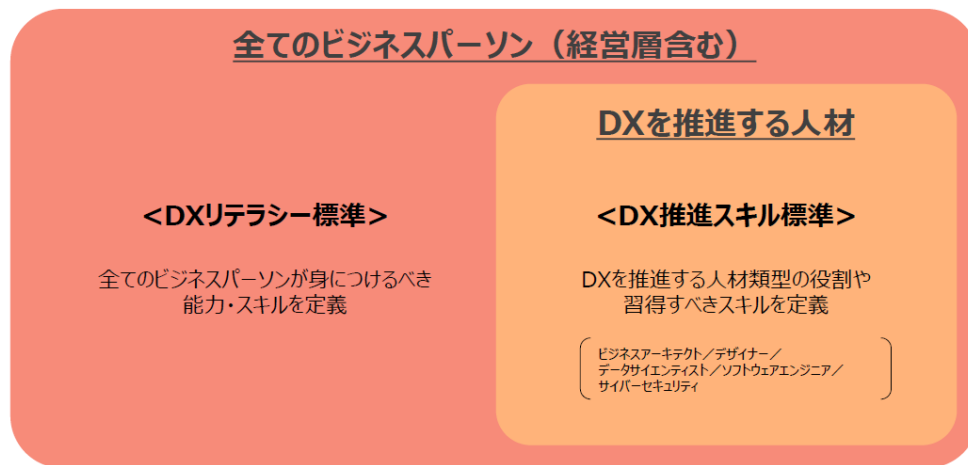 全てのビジネスパーソン（経営層含む）
DXを推進する人材
<DXリテラシー標準>
全てのビジネスパーソンが身につけるべき
能力・スキルを定義
<DX推進スキル標準>
DXを推進する人材類型の役割や
習得すべきスキルを定義
ビジネスアーキテクト／デザイナー／
データサイエンティスト／ソフトウェアエンジニア／
サイバーセキュリティ